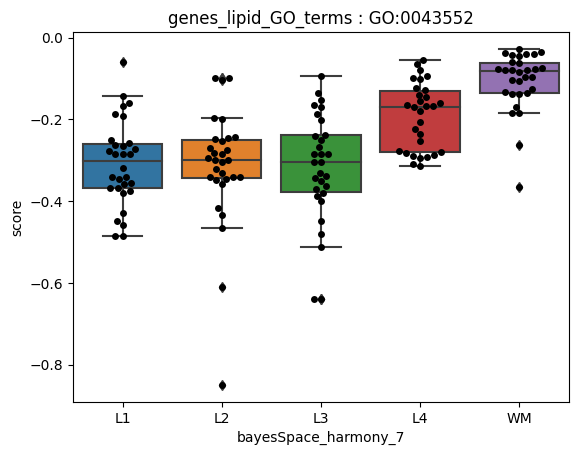 genes_lipid_GO_terms : GO:0043552
0.0
−0.2
−0.4
−0.6
−0.8
score
L1 L2 L3 L4 WM
bayesSpace_harmony_7